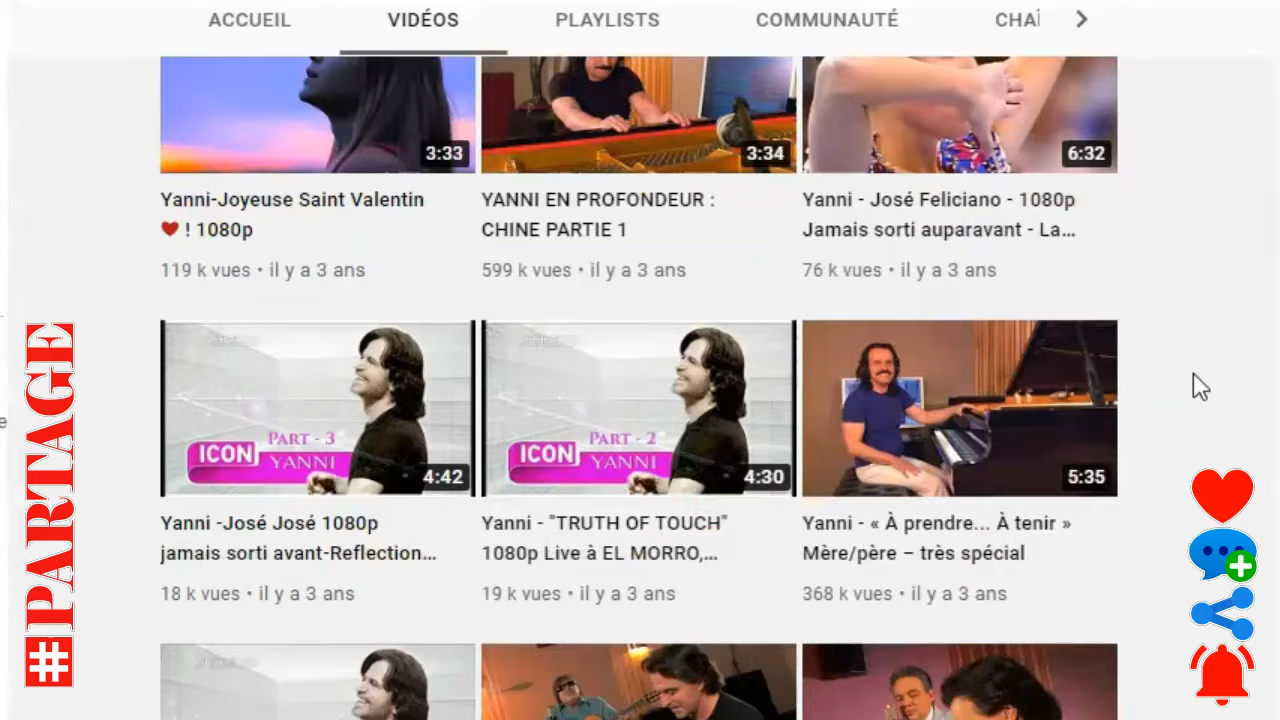 ACCUEIL VIDÉOS PLAYLISTS COMMUNAUTÉ CHAÎ
3:33 3:34 6:32
Yanni-Joyeuse Saint Valentin
❤ ! 1080p
119 k vues • il y a 3 ans
YANNI EN PROFONDEUR :
CHINE PARTIE 1
599 k vues • il y a 3 ans
Yanni - José Feliciano - 1080p
Jamais sorti auparavant - La...
76 k vues • il y a 3 ans
PART - 3
ICON
YANNI
4:42
PART - 2
ICON
YANNI
4:30
5:35
Yanni -José José 1080p
jamais sorti avant-Reflection...
18 k vues • il y a 3 ans
Yanni - "TRUTH OF TOUCH"
1080p Live à EL MORRO,...
19 k vues • il y a 3 ans
Yanni - « À prendre... À tenir »
Mère/père – très spécial
368 k vues • il y a 3 ans
#PARTAGE